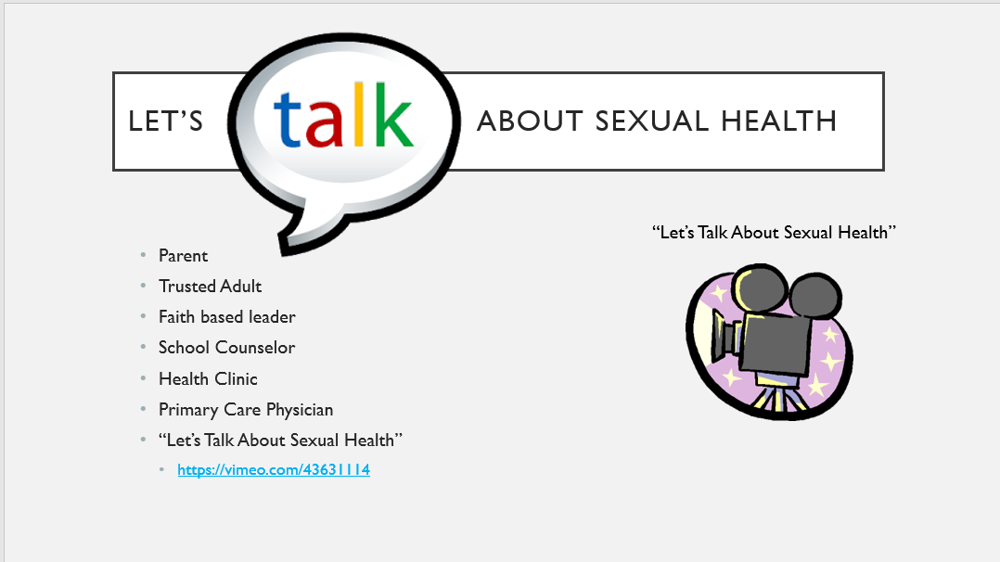 LET'S talk ABOUT SEXUAL HEALTH
"Let's Talk About Sexual Health"
• Parent
• Trusted Adult
• Faith based leader
• School Counselor
• Health Clinic
• Primary Care Physician
• "Let's Talk About Sexual Health"
• https://vimeo.com/43631114